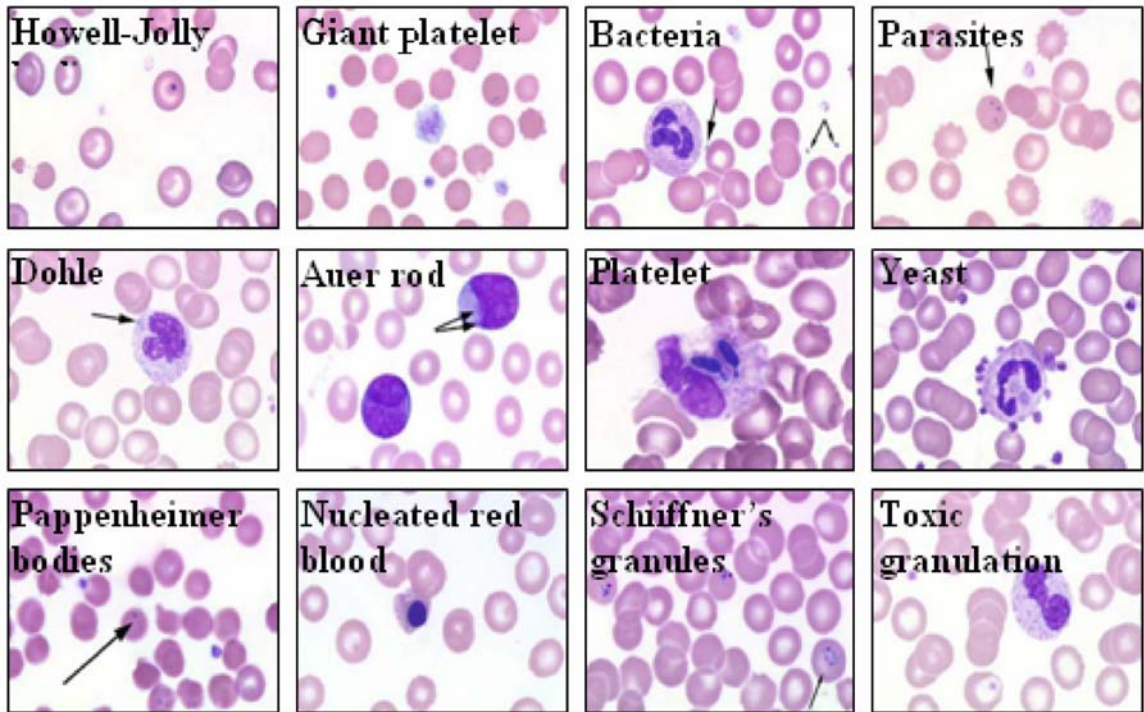 Howell-Jolly
Giant platelet
Bacteria
Parasites
Dohle
Auer rod
Platelet
Yeast
Pappenheimer
bodies
Nucleated red
blood
Schiiffner's
granules
Toxic
granulation